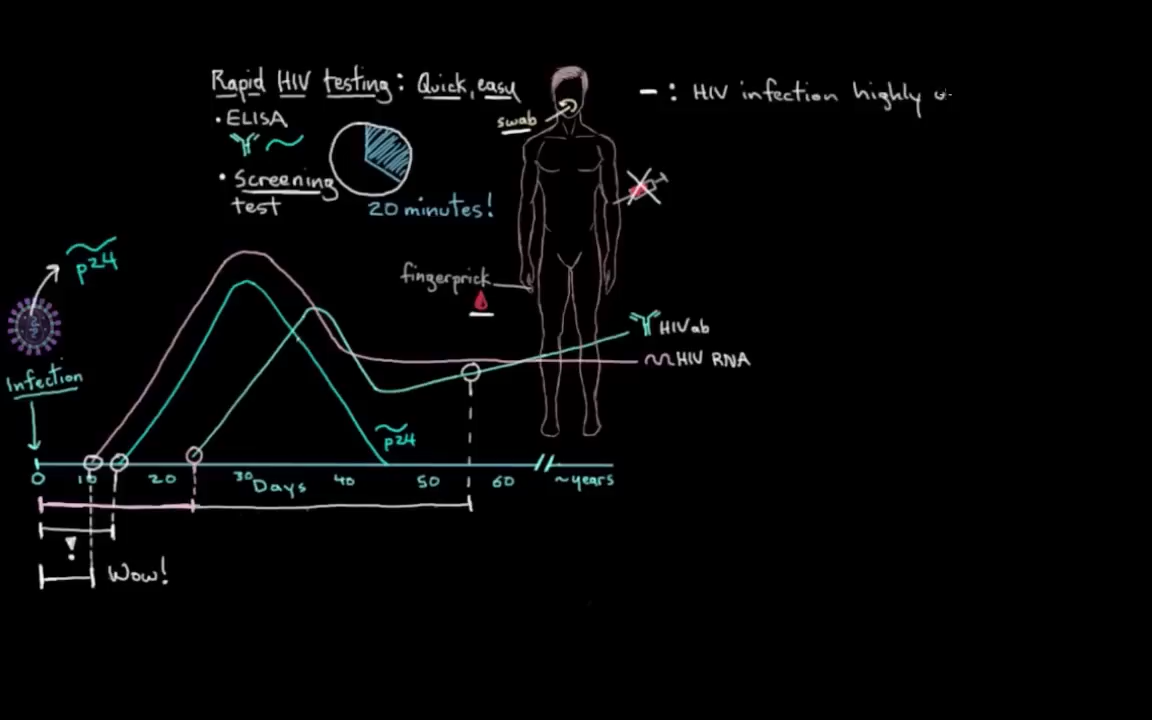 Rapid HIV testing: Quick, easy
• ELISA
• Screening
test
20 minutes!
swab
fingerprick
- : HIV infection highly
p24
Infection
HIVab
HIV RNA
p24
0 10 20 30 40 50 60 ~years
Days
!
Wow!